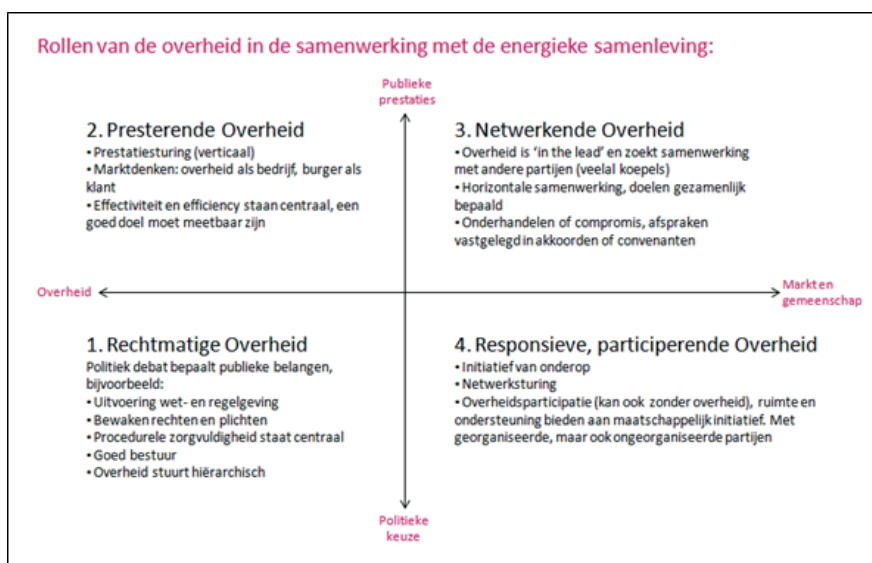 Rollen van de overheid in de samenwerking met de energieke samenleving:
Publieke
prestaties
2. Presterende Overheid
• Prestatiesturing (verticaal)
• Marktdenken: overheid als bedrijf, burger als
klant
• Effectiviteit en efficiency staan centraal, een
goed doel moet meetbaar zijn
3. Netwerkende Overheid
• Overheid is ‘in the lead’ en zoekt samenwerking
met andere partijen (veelal koepels)
• Horizontale samenwerking, doelen gezamenlijk
bepaald
• Onderhandelen of compromis, afspraken
vastgelegd in akkoorden of convenanten
Overheid
Markt en
gemeenschap
1. Rechtmatige Overheid
Politiek debat bepaalt publieke belangen,
bijvoorbeeld:
• Uitvoering wet- en regelgeving
• Bewaken rechten en plichten
• Procedurele zorgvuldigheid staat centraal
• Goed bestuur
• Overheid stuurt hiërarchisch
4. Responsieve, participerende Overheid
• Initiatief van onderop
• Netwerksturing
• Overheidsparticipatie (kan ook zonder overheid), ruimte en
ondersteuning bieden aan maatschappelijk initiatief. Met
georganiseerde, maar ook ongeorganiseerde partijen
Politieke
keuze